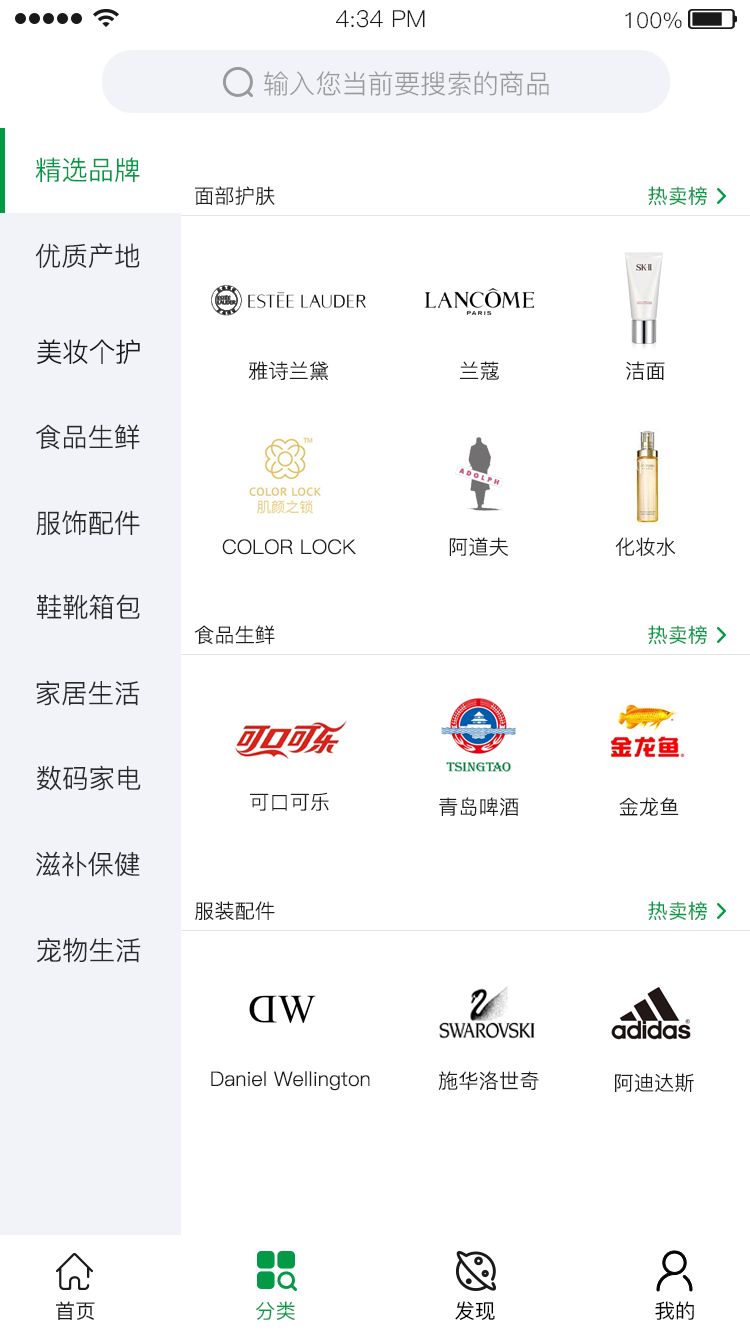 4:34 PM
100%
输入您当前要搜索的商品
精选品牌
优质产地
美妆个护
食品生鲜
服饰配件
鞋靴箱包
家居生活
数码家电
滋补保健
宠物生活
面部护肤
热卖榜
ESTĒE LAUDER
LANCÔME
PARIS
SK-II
雅诗兰黛
兰蔻
洁面
COLOR LOCK TM
肌颜之锁
ADOLPH
COLOR LOCK
阿道夫
化妆水
食品生鲜
热卖榜
可口可乐
TSINGTAO
金龙鱼
可口可乐
青岛啤酒
金龙鱼
服装配件
热卖榜
DW
SWAROVSKI
adidas®
Daniel Wellington
施华洛世奇
阿迪达斯
首页
分类
发现
我的